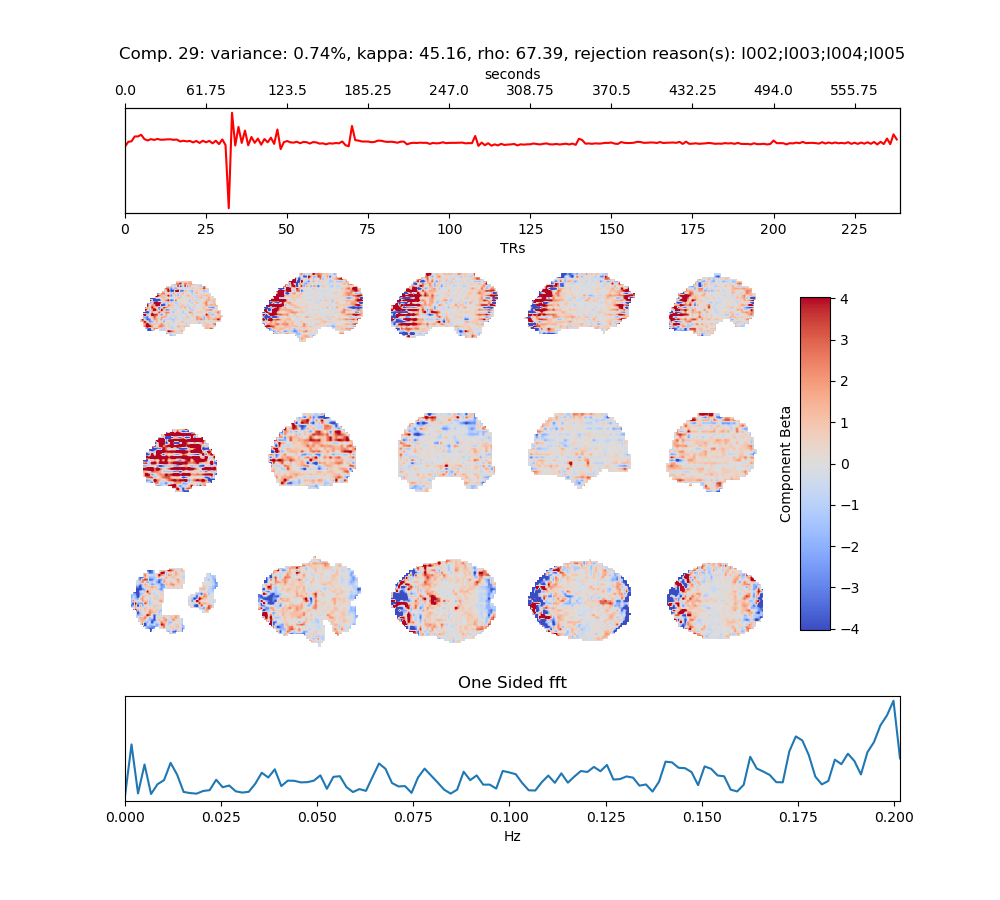 Comp. 29: variance: 0.74%, kappa: 45.16, rho: 67.39, rejection reason(s): I002;I003;I004;I005
seconds
0.0 61.75 123.5 185.25 247.0 308.75 370.5 432.25 494.0 555.75
0 25 50 75 100 125 150 175 200 225
TRs
4
3
2
1
0
−1
−2
−3
−4
Component Beta
One Sided fft
0.000 0.025 0.050 0.075 0.100 0.125 0.150 0.175 0.200
Hz